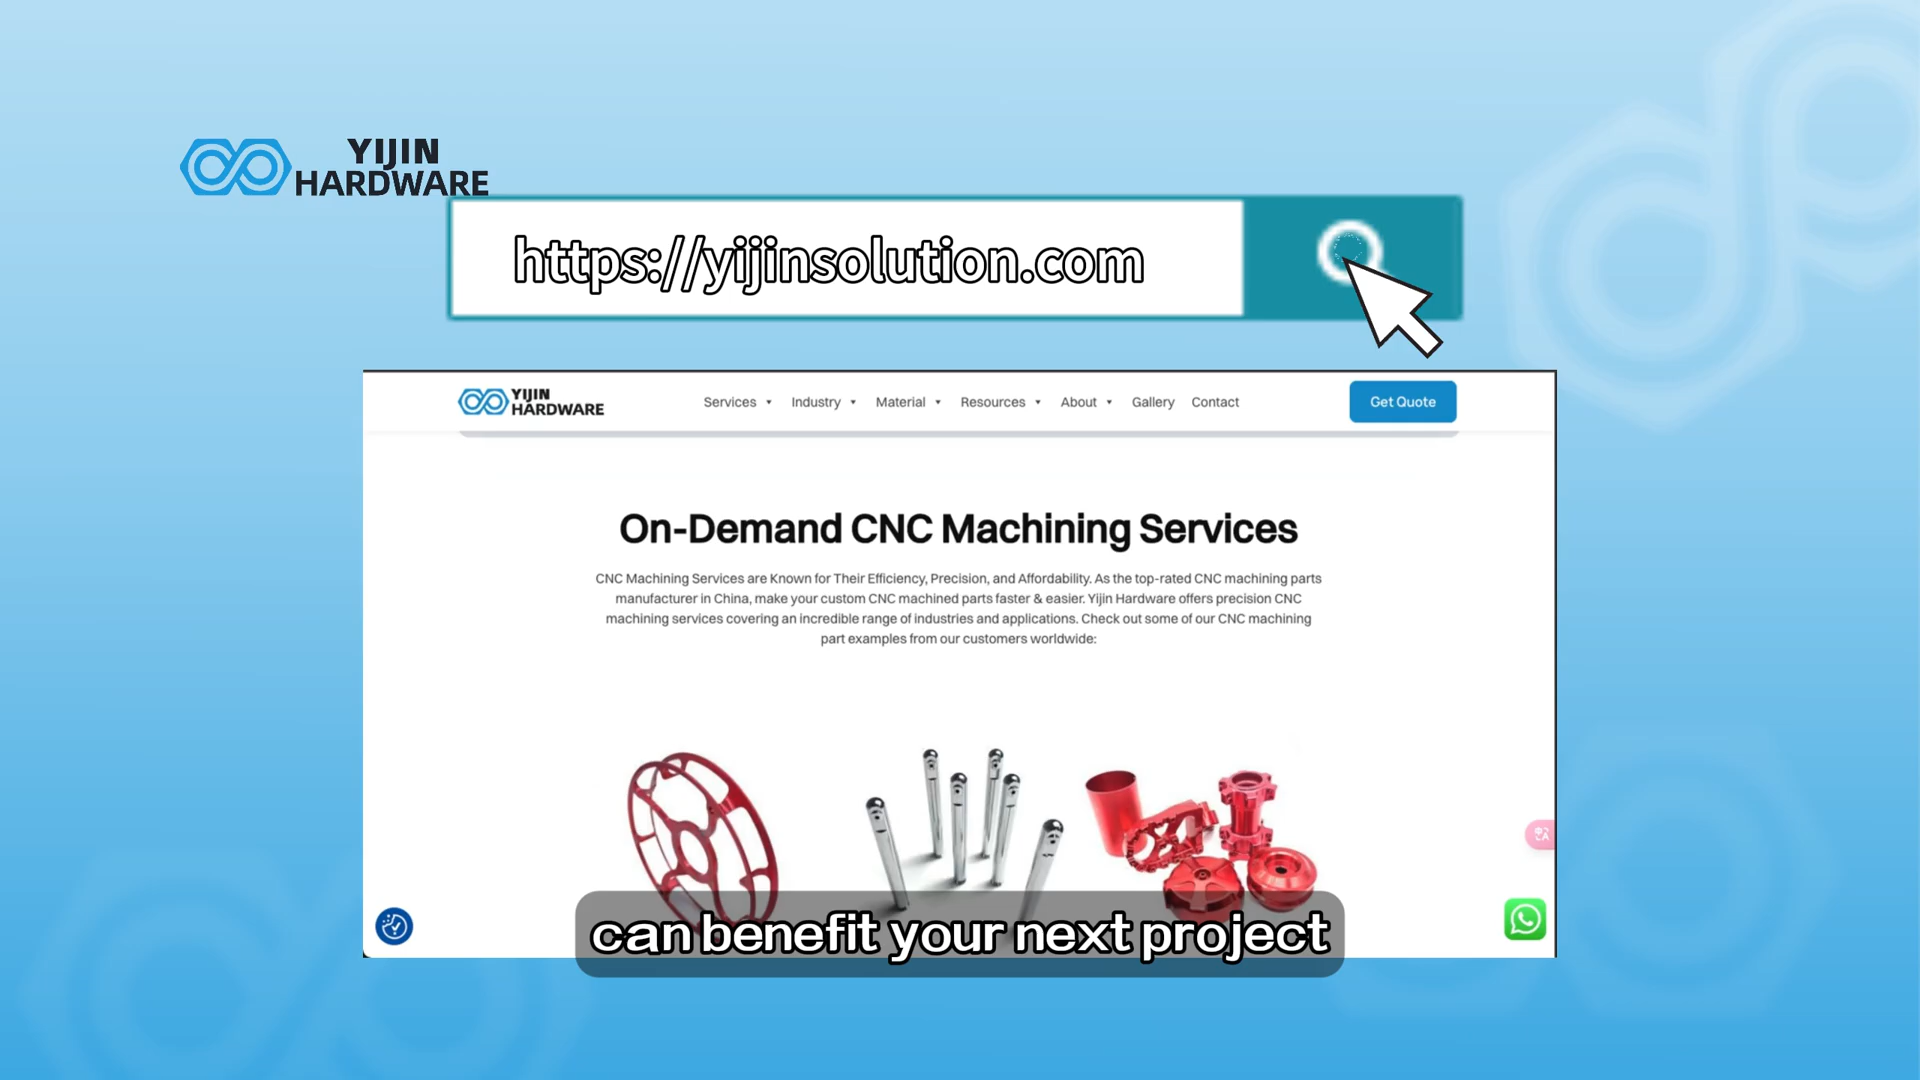 YIJIN
HARDWARE
https://yijinsolution.com
YIJIN
HARDWARE
Services
Industry
Material
Resources
About
Gallery
Contact
Get Quote
On-Demand CNC Machining Services
CNC Machining Services are Known for Their Efficiency, Precision, and Affordability. As the top-rated CNC machining parts
manufacturer in China, make your custom CNC machined parts faster & easier. Yijin Hardware offers precision CNC
machining services covering an incredible range of industries and applications. Check out some of our CNC machining
part examples from our customers worldwide:
can benefit your next project